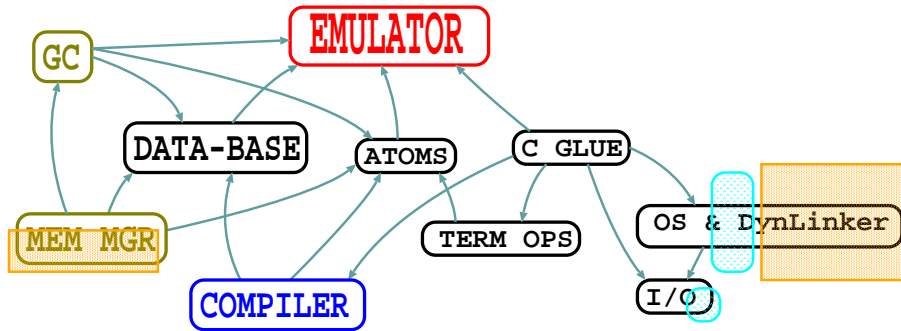 EMULATOR
GC
DATA-BASE
ATOMS
C GLUE
MEM MGR
TERM OPS
OS & DynLinker
COMPILER
I/O